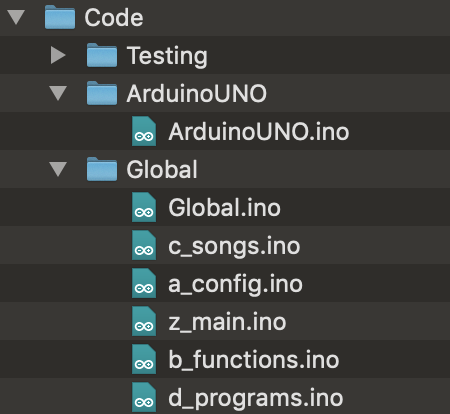 Code
Testing
ArduinoUNO
ArduinoUNO.ino
Global
Global.ino
c_songs.ino
a_config.ino
z_main.ino
b_functions.ino
d_programs.ino